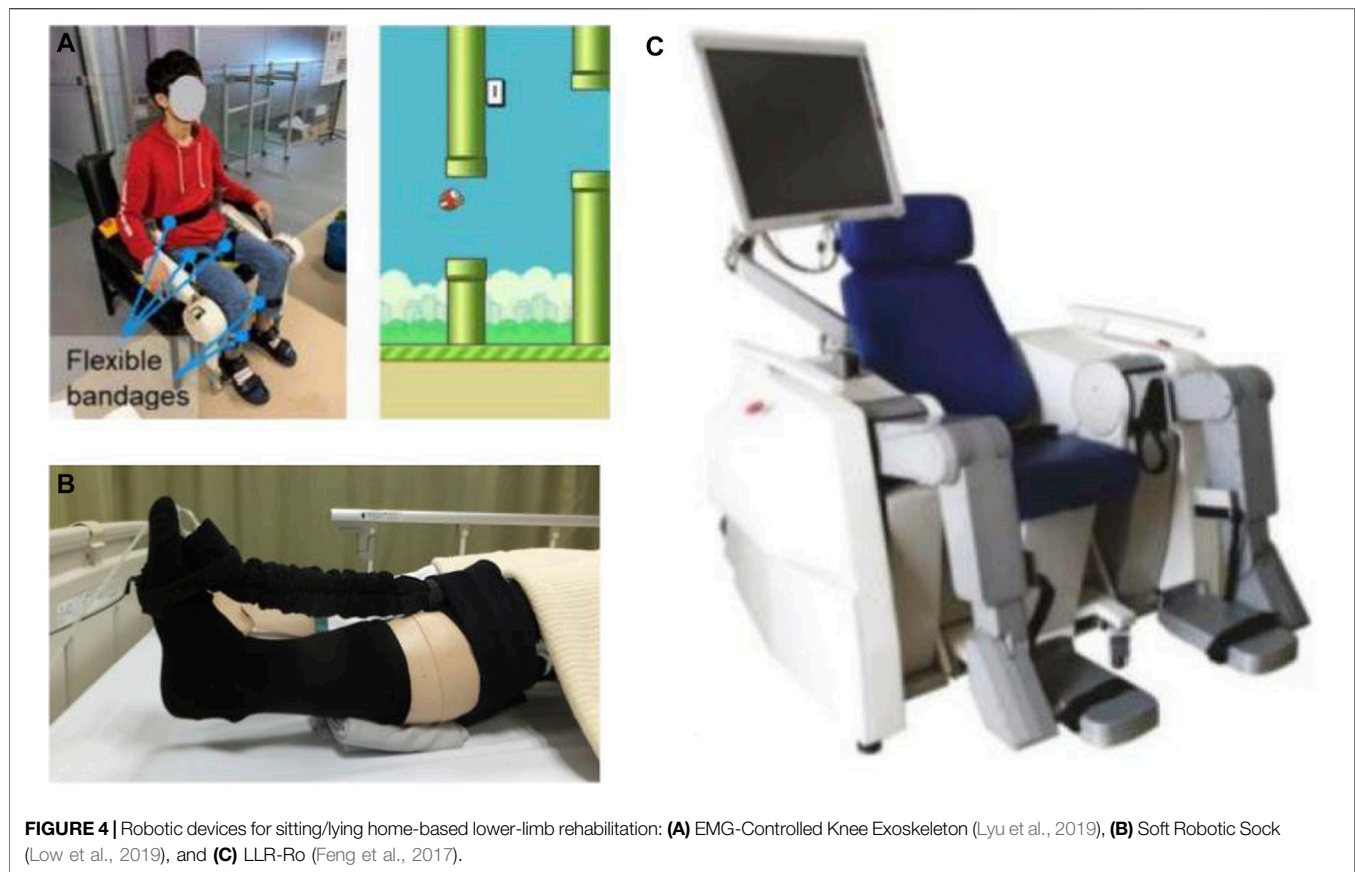 A
Flexible
bandages
B
C
FIGURE 4 | Robotic devices for sitting/lying home-based lower-limb rehabilitation: (A) EMG-Controlled Knee Exoskeleton (Lyu et al., 2019), (B) Soft Robotic Sock
(Low et al., 2019), and (C) LLR-Ro (Feng et al., 2017).